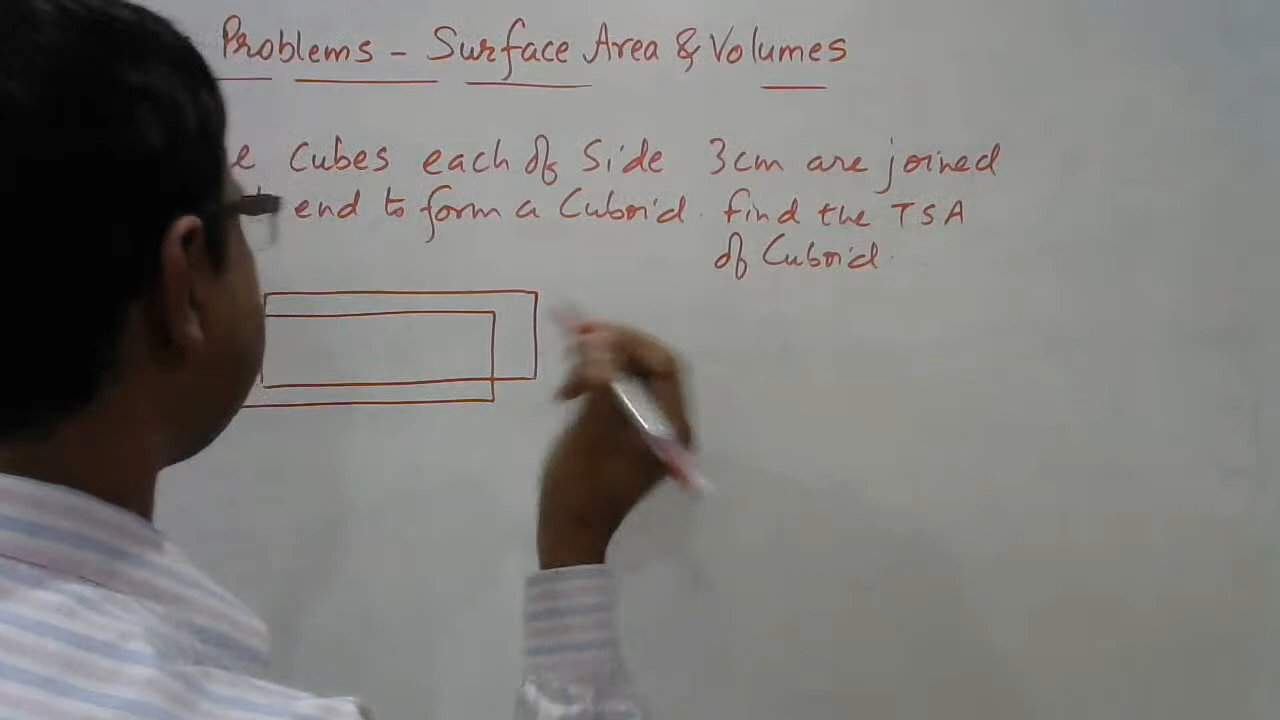 Problems - Surface Area & Volumes
e Cubes each of Side 3cm are joined
end to form a Cuboid. find the TSA
of Cuboid.